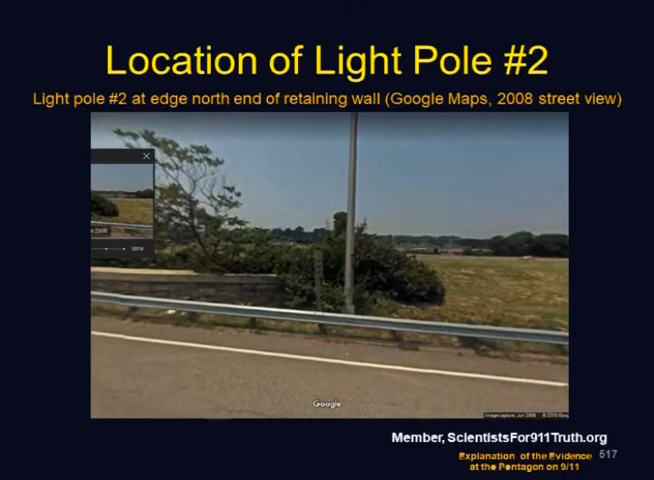 Location of Light Pole #2
Light pole #2 at edge north end of retaining wall (Google Maps, 2008 street view)
Google
Member, ScientistsFor911Truth.org
Explanation of the Evidence
at the Pentagon on 9/11
517